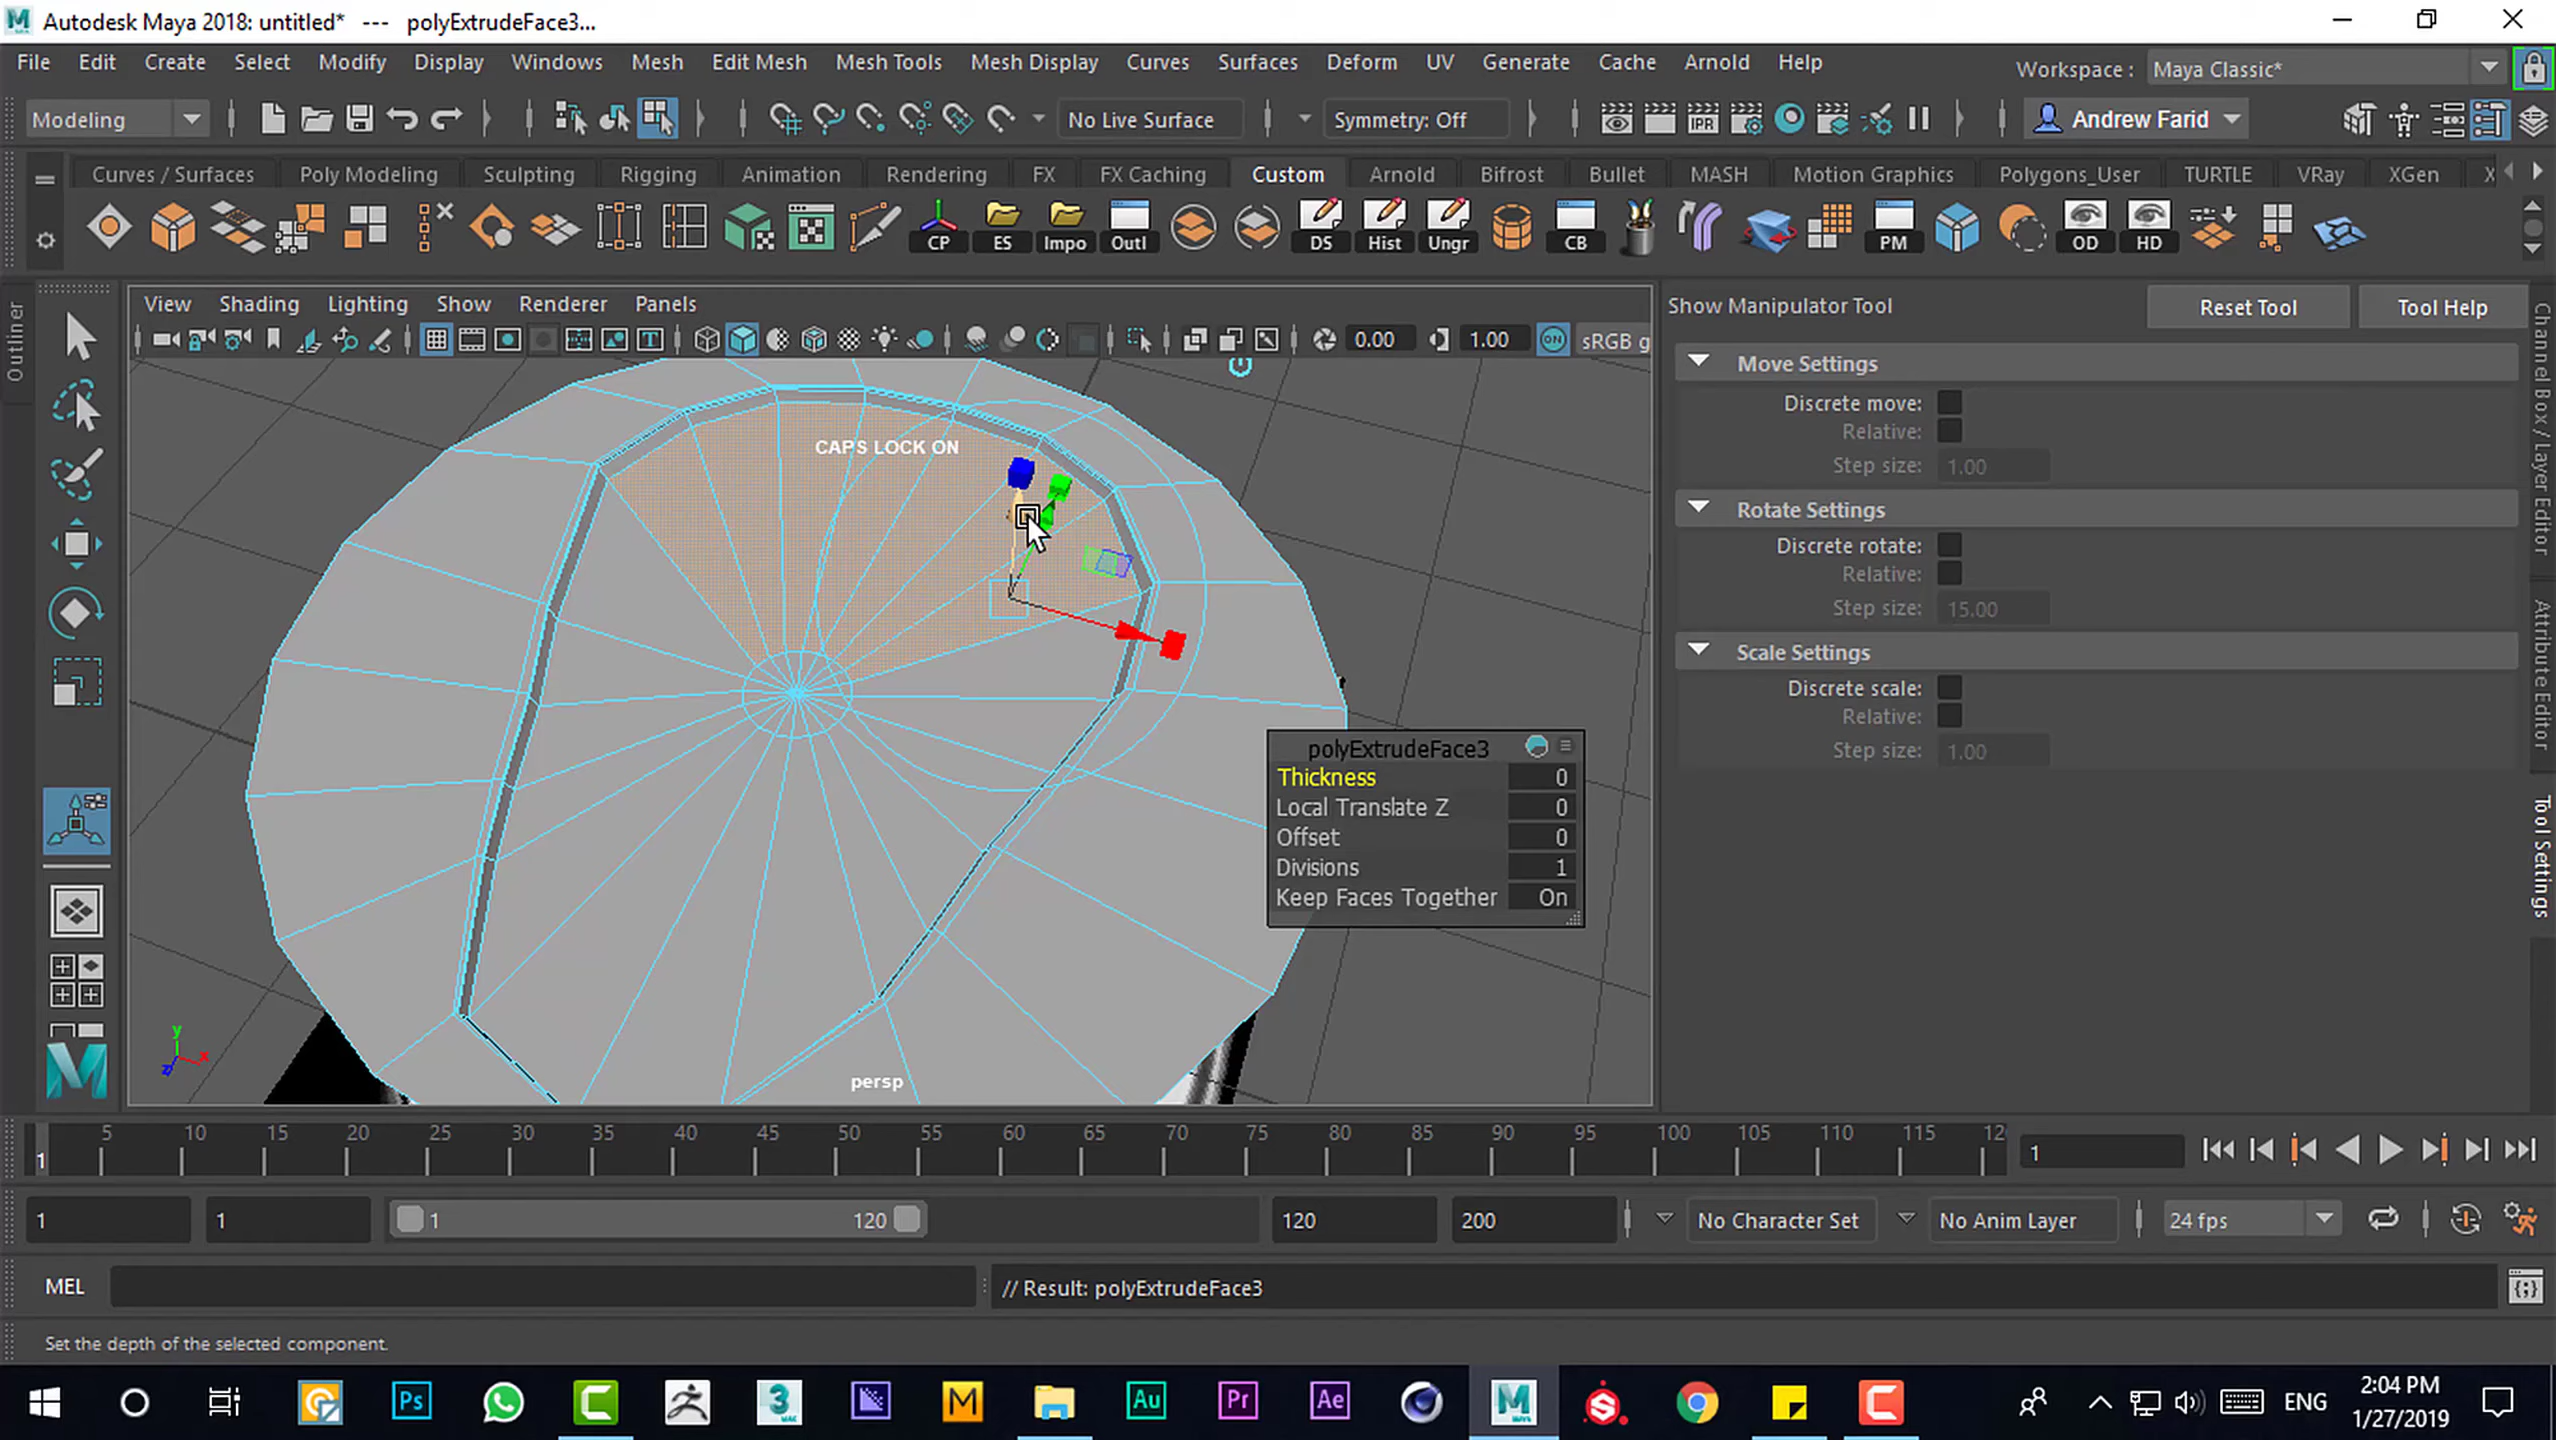 Autodesk Maya 2018: untitled* --- polyExtrudeFace3...
File Edit Create Select Modify Display Windows Mesh Edit Mesh Mesh Tools Mesh Display Curves Surfaces Deform UV Generate Cache Arnold Help
Workspace : Maya Classic*
Modeling No Live Surface Symmetry: Off IPR Andrew Farid
Curves / Surfaces Poly Modeling Sculpting Rigging Animation Rendering FX FX Caching Custom Arnold Bifrost Bullet MASH Motion Graphics Polygons_User TURTLE VRay XGen X
CP ES Impo Outl DS Hist Ungr CB PM OD HD
Outliner
View Shading Lighting Show Renderer Panels
0.00 1.00 ON sRGB g
CAPS LOCK ON
persp
y
x
z
polyExtrudeFace3
Thickness 0
Local Translate Z 0
Offset 0
Divisions 1
Keep Faces Together On
Show Manipulator Tool Reset Tool Tool Help
Move Settings
Discrete move:
Relative:
Step size: 1.00
Rotate Settings
Discrete rotate:
Relative:
Step size: 15.00
Scale Settings
Discrete scale:
Relative:
Step size: 1.00
Channel Box / Layer Editor
Attribute Editor
Tool Settings
5 10 15 20 25 30 35 40 45 50 55 60 65 70 75 80 85 90 95 100 105 110 115 12
1 1
1 1 1 120 120 200 No Character Set No Anim Layer 24 fps
MEL // Result: polyExtrudeFace3
Set the depth of the selected component.
Ps 3 M Au Pr Ae M ENG
2:04 PM
1/27/2019